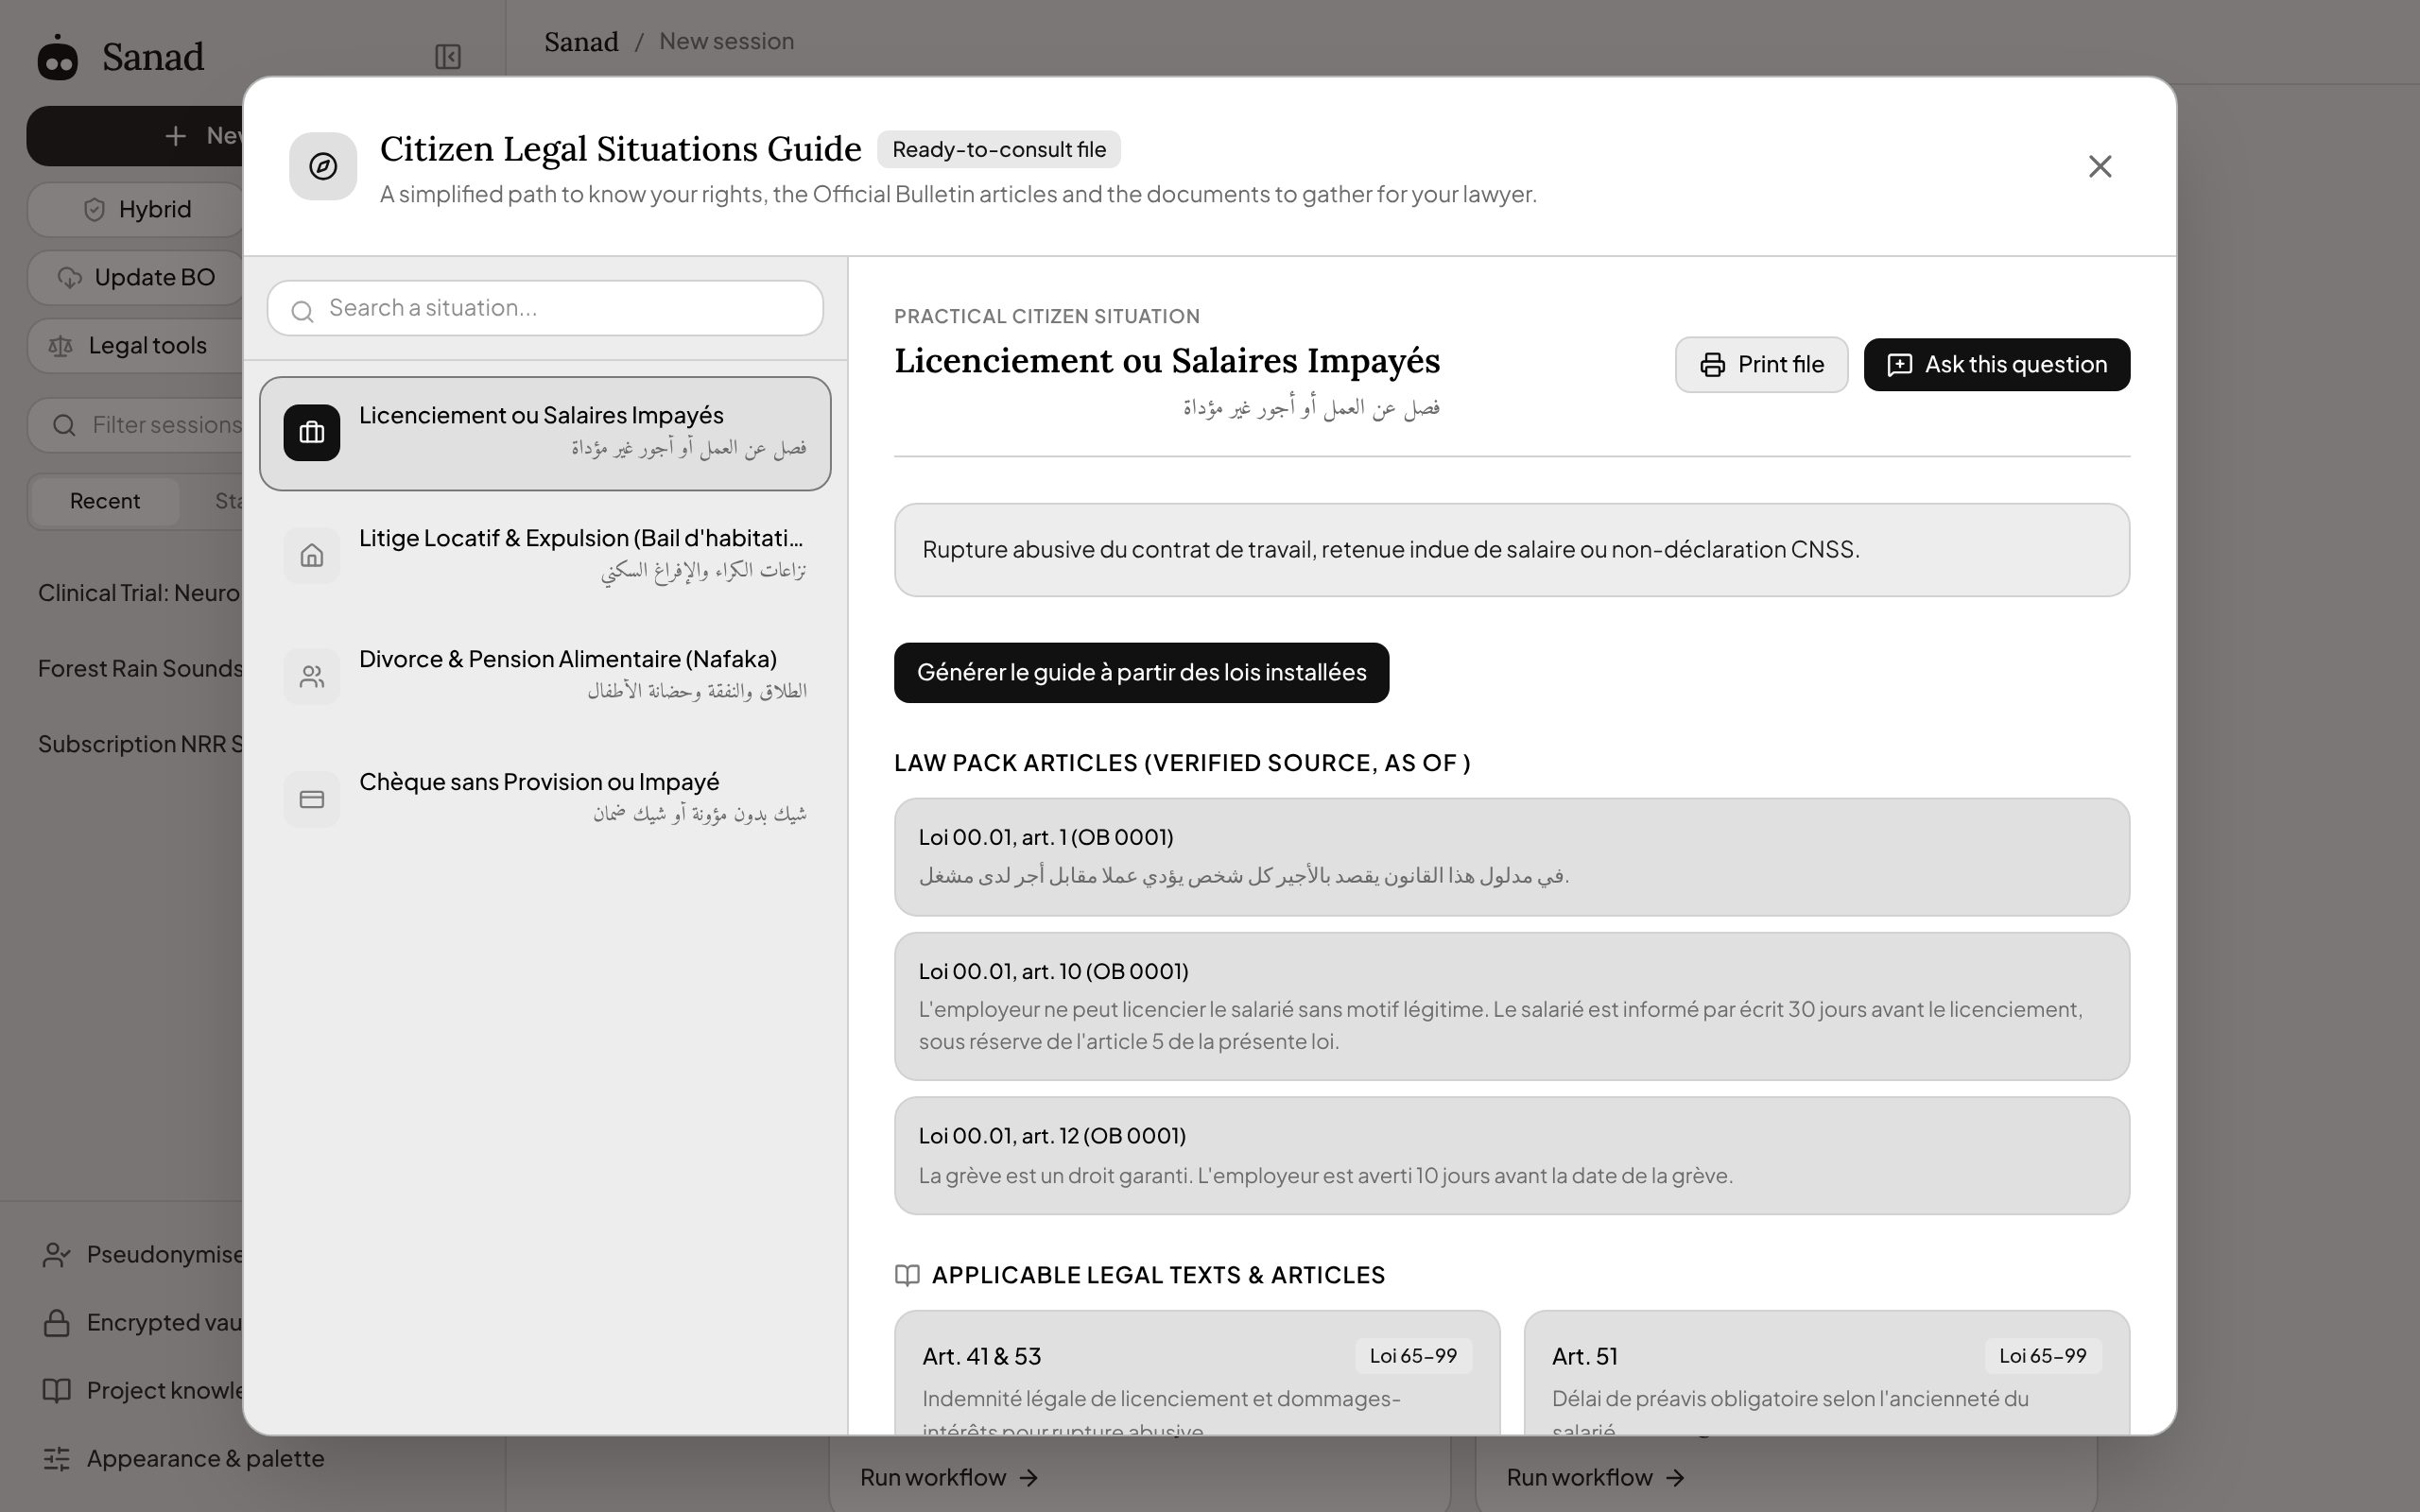 Sanad
Sanad / New session
New
Hybrid
Update BO
Legal tools
Filter sessions
Recent
Clinical Trial: Neuro
Forest Rain Sounds
Subscription NRR S
Pseudonymise
Encrypted vau
Project knowle
Appearance & palette
Citizen Legal Situations Guide
Ready-to-consult file
A simplified path to know your rights, the Official Bulletin articles and the documents to gather for your lawyer.
Search a situation...
Licenciement ou Salaires Impayés
فصل عن العمل أو أجور غير مؤداة
Litige Locatif & Expulsion (Bail d'habitati...
نزاعات الكراء والإفراغ السكني
Divorce & Pension Alimentaire (Nafaka)
الطلاق والنفقة وحضانة الأطفال
Chèque sans Provision ou Impayé
شيك بدون مؤونة أو شيك ضمان
PRACTICAL CITIZEN SITUATION
Licenciement ou Salaires Impayés
فصل عن العمل أو أجور غير مؤداة
Print file
Ask this question
Rupture abusive du contrat de travail, retenue indue de salaire ou non-déclaration CNSS.
Générer le guide à partir des lois installées
LAW PACK ARTICLES (VERIFIED SOURCE, AS OF )
Loi 00.01, art. 1 (OB 0001)
في مدلول هذا القانون يقصد بالأجير كل شخص يؤدي عملا مقابل أجر لدى مشغل.
Loi 00.01, art. 10 (OB 0001)
L'employeur ne peut licencier le salarié sans motif légitime. Le salarié est informé par écrit 30 jours avant le licenciement,
sous réserve de l'article 5 de la présente loi.
Loi 00.01, art. 12 (OB 0001)
La grève est un droit garanti. L'employeur est averti 10 jours avant la date de la grève.
APPLICABLE LEGAL TEXTS & ARTICLES
Art. 41 & 53
Loi 65-99
Indemnité légale de licenciement et dommages-
intérêts pour rupture abusive
Art. 51
Loi 65-99
Délai de préavis obligatoire selon l'ancienneté du
salarié
Run workflow →
Run workflow →